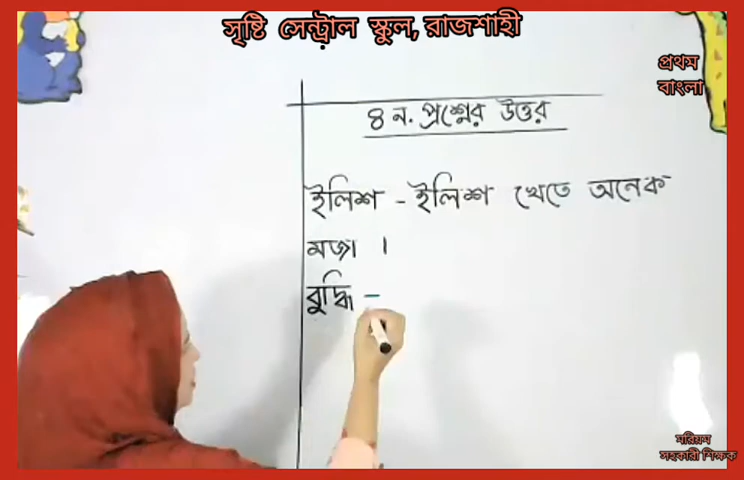 সৃষ্টি সেন্ট্রাল স্কুল, রাজশাহী
প্রথম
বাংলা
৪ ন. প্রশ্নের উত্তর
ইলিশ - ইলিশ খেতে অনেক
মজা ।
বুদ্ধি -
মরিয়ম
সহকারী শিক্ষক